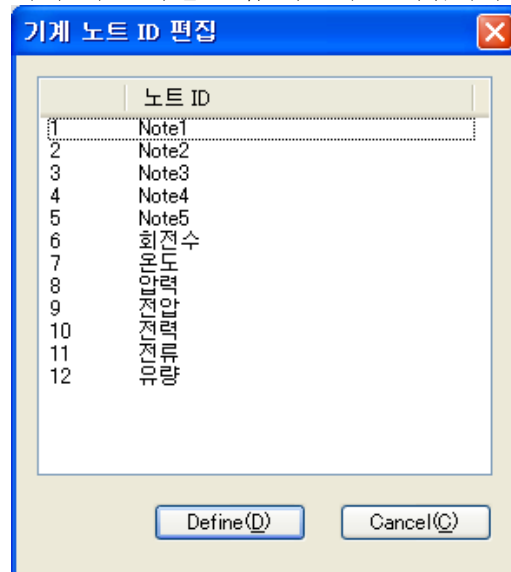 기계 노트 ID 편집
노트 ID
1 Note1
2 Note2
3 Note3
4 Note4
5 Note5
6 회전수
7 온도
8 압력
9 전압
10 전력
11 전류
12 유량
Define(D) Cancel(C)